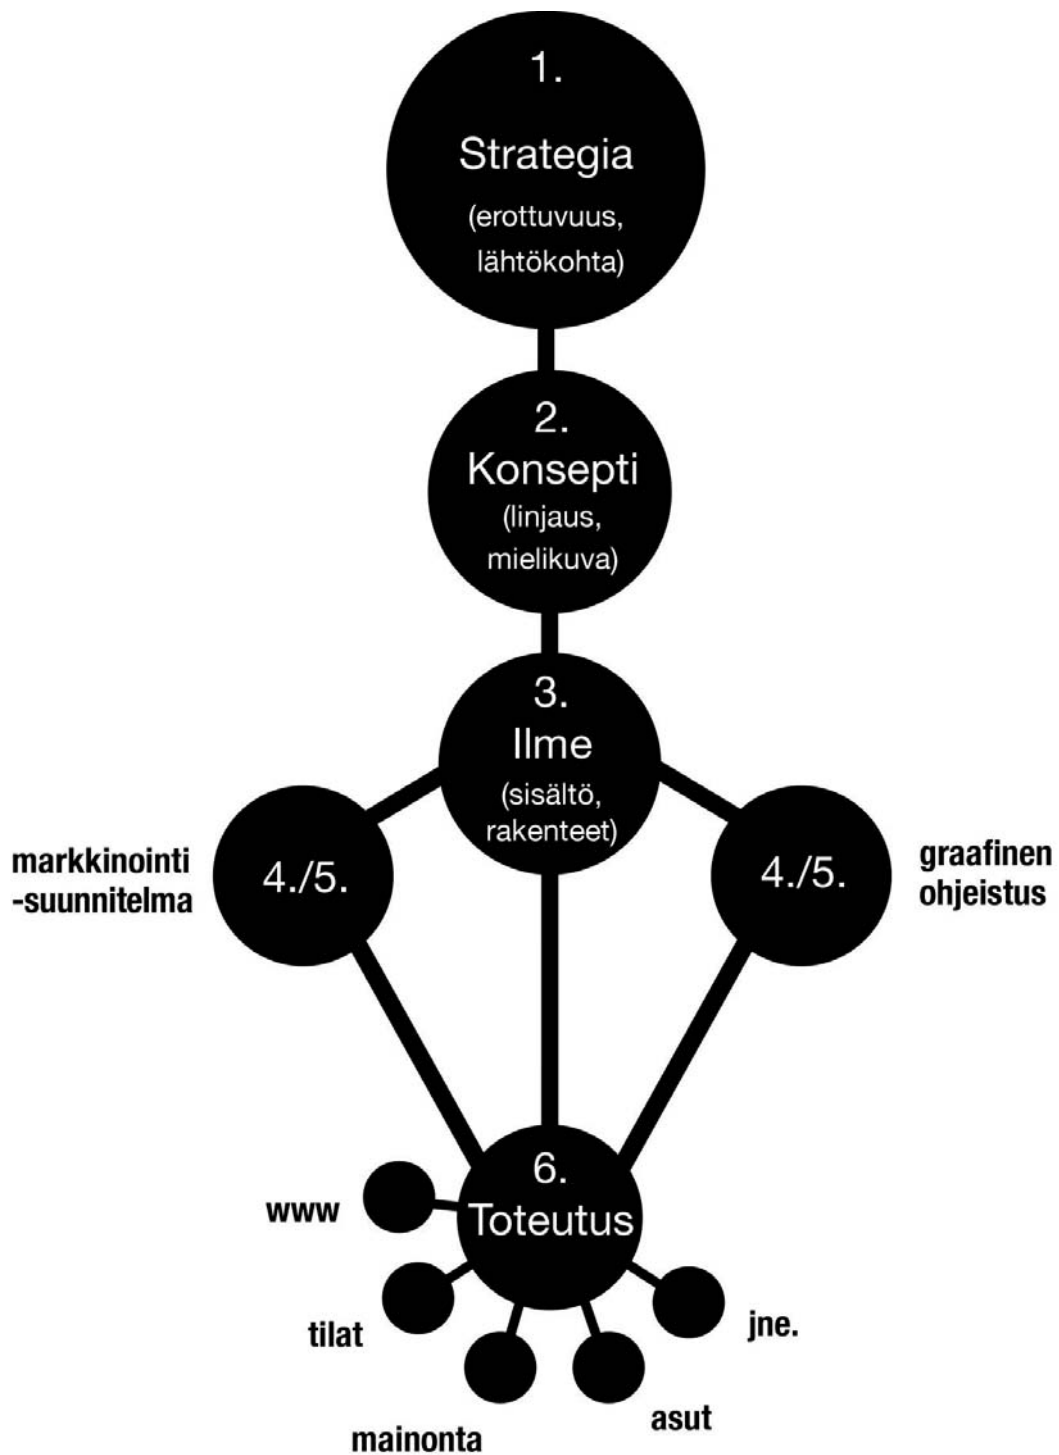 1.
Strategia
(erottuvuus,
lähtökohta)
2.
Konsepti
(linjaus,
mielikuva)
3.
Ilme
(sisältö,
rakenteet)
markkinointi
-suunnitelma
4./5.
4./5.
graafinen
ohjeistus
6.
Toteutus
www
tilat
mainonta
asut
jne.